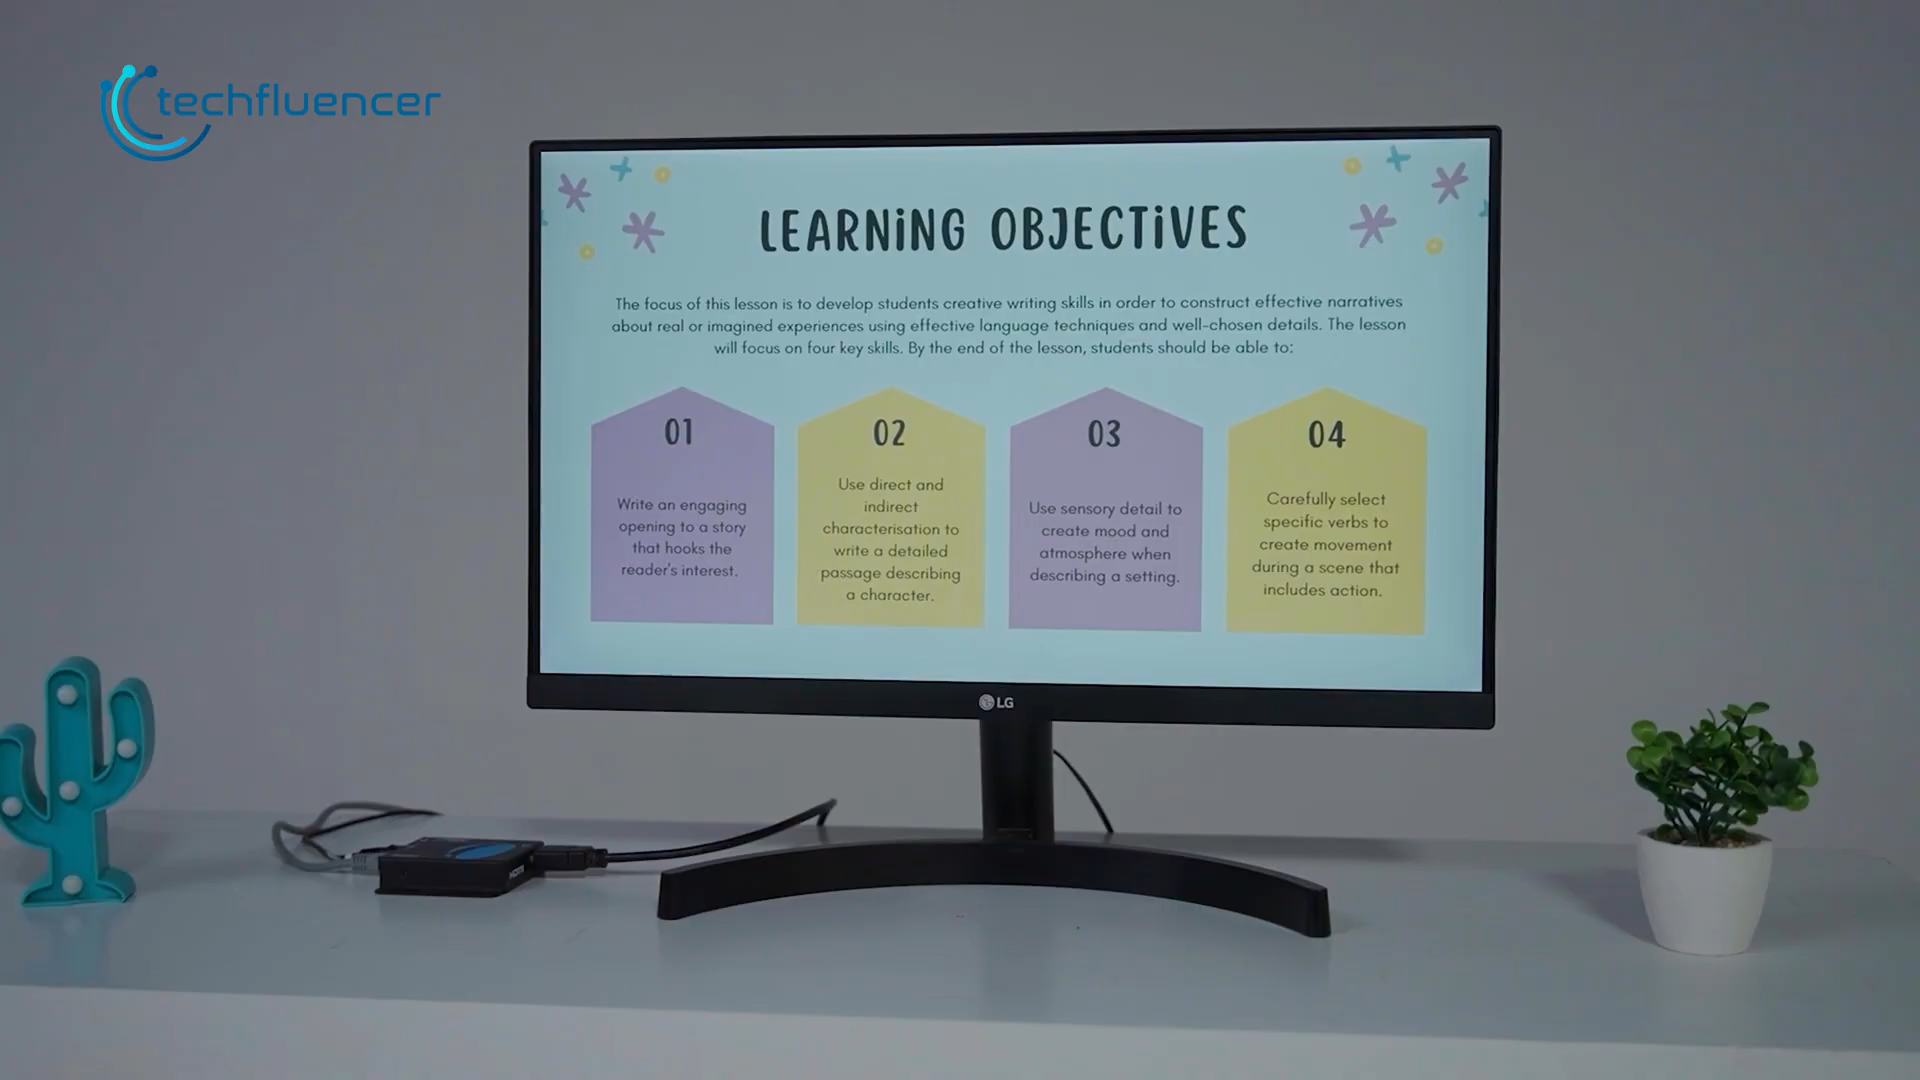 techfluencer
LEARNiNG OBJECTiVES
The focus of this lesson is to develop students creative writing skills in order to construct effective narratives
about real or imagined experiences using effective language techniques and well-chosen details. The lesson
will focus on four key skills. By the end of the lesson, students should be able to:
01
Write an engaging
opening to a story
that hooks the
reader's interest.
02
Use direct and
indirect
characterisation to
write a detailed
passage describing
a character.
03
Use sensory detail to
create mood and
atmosphere when
describing a setting.
04
Carefully select
specific verbs to
create movement
during a scene that
includes action.
LG
HDMI